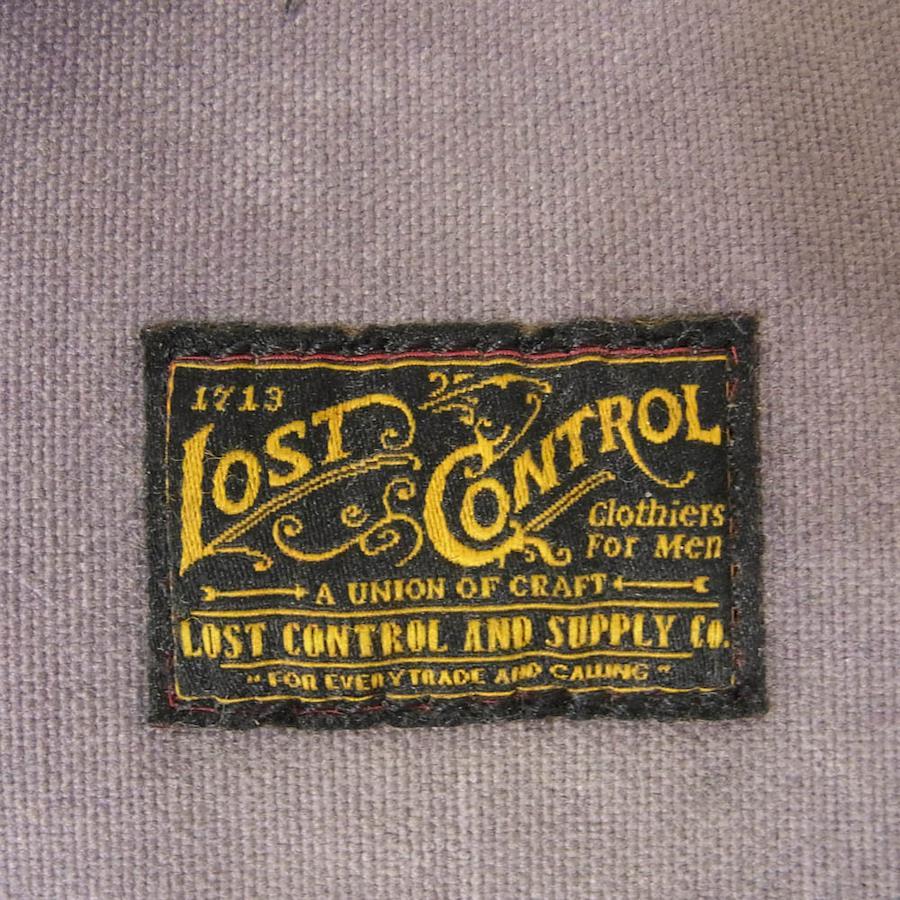 1713
LOST CONTROL
Clothiers
For Men
A UNION OF CRAFT
LOST CONTROL AND SUPPLY Co.
"FOR EVERY TRADE AND CALLING"